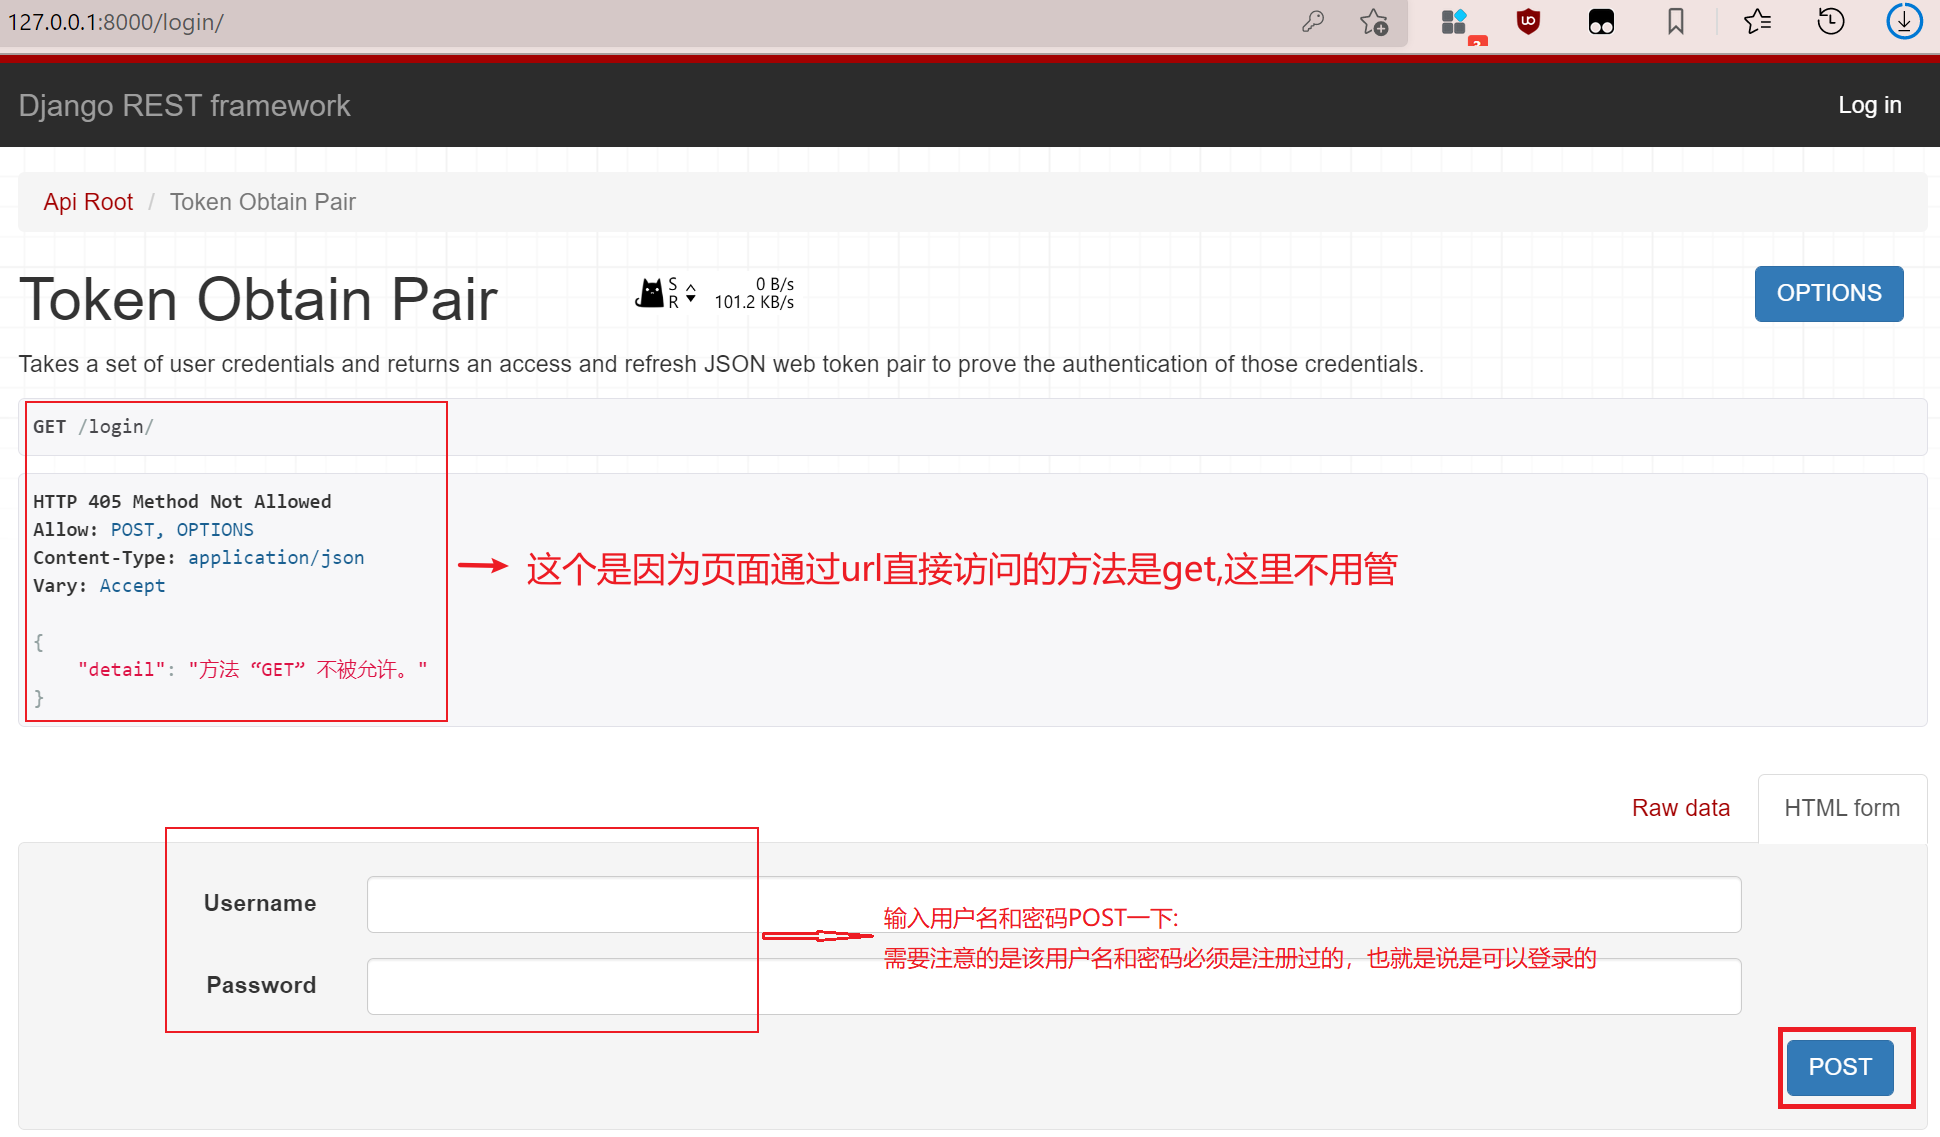 127.0.0.1:8000/login/
Django REST framework
Log in
Api Root / Token Obtain Pair
Token Obtain Pair
S 0 B/s
R 101.2 KB/s
OPTIONS
Takes a set of user credentials and returns an access and refresh JSON web token pair to prove the authentication of those credentials.
GET /login/
HTTP 405 Method Not Allowed
Allow: POST, OPTIONS
Content-Type: application/json
Vary: Accept
{
"detail": "方法 “GET” 不被允许。"
}
这个是因为页面通过url直接访问的方法是get,这里不用管
Raw data
HTML form
Username
Password
输入用户名和密码POST一下:
需要注意的是该用户名和密码必须是注册过的，也就是说是可以登录的
POST